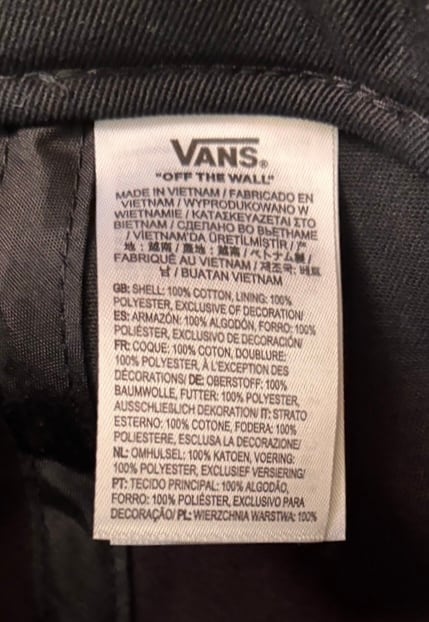 VANS®
"OFF THE WALL"
MADE IN VIETNAM / FABRICADO EN
VIETNAM / WYPRODUKOWANO W
WIETNAMIE / ΚΑΤΑΣΚΕΥΑΖΕΤΑΙ ΣΤΟ
ΒΙΕΤΝΑΜ / СДЕЛАНО ВО ВЬЕТНАМЕ
/ VIETNAM'DA ÜRETİLMİŞTİR / 产
地：越南 / 產地：越南 / ベトナム製 /
FABRIQUÉ AU VIETNAM / 제조국: 베트
남 / BUATAN VIETNAM
GB: SHELL: 100% COTTON, LINING: 100%
POLYESTER, EXCLUSIVE OF DECORATION/
ES: ARMAZÓN: 100% ALGODÓN, FORRO: 100%
POLIÉSTER, EXCLUSIVO DE DECORACIÓN/
FR: COQUE: 100% COTON, DOUBLURE:
100% POLYESTER, À L'EXCEPTION DES
DÉCORATIONS/ DE: OBERSTOFF: 100%
BAUMWOLLE, FUTTER: 100% POLYESTER,
AUSSCHLIEßLICH DEKORATION/ IT: STRATO
ESTERNO: 100% COTONE, FODERA: 100%
POLIESTERE, ESCLUSA LA DECORAZIONE/
NL: OMHULSEL: 100% KATOEN, VOERING:
100% POLYESTER, EXCLUSIEF VERSIERING/
PT: TECIDO PRINCIPAL: 100% ALGODÃO,
FORRO: 100% POLIÉSTER, EXCLUSIVO PARA
DECORAÇÃO/ PL: WIERZCHNIA WARSTWA: 100%